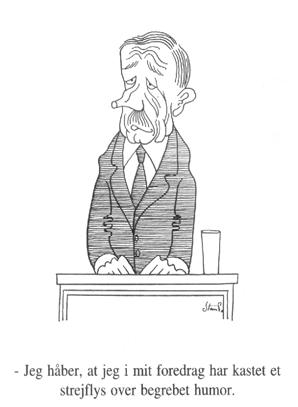 - Jeg håber, at jeg i mit foredrag har kastet et
strejflys over begrebet humor.